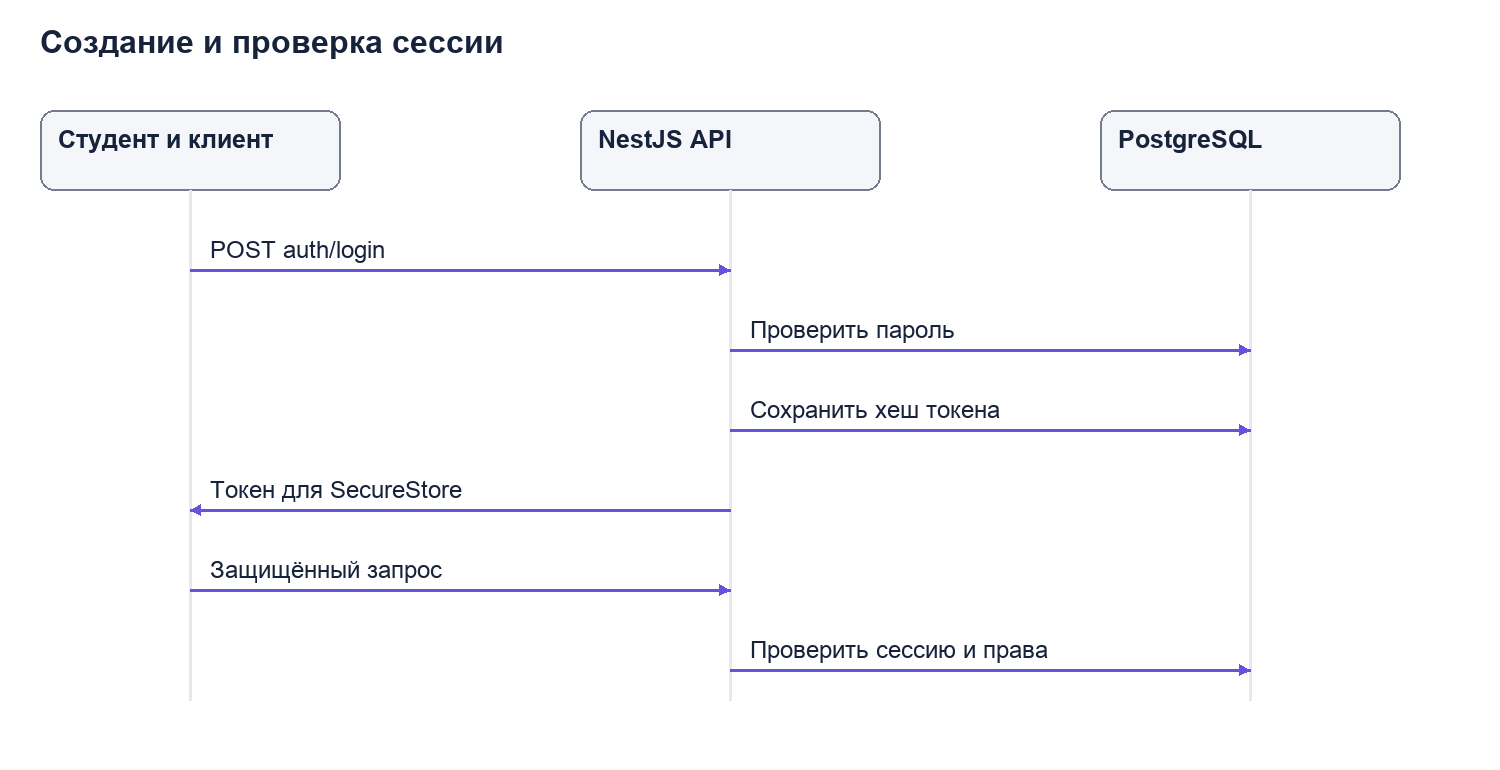 Создание и проверка сессии
Студент и клиент
NestJS API
PostgreSQL
POST auth/login
Проверить пароль
Сохранить хеш токена
Токен для SecureStore
Защищённый запрос
Проверить сессию и права